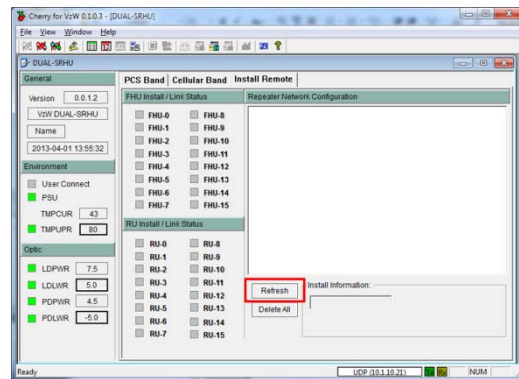 Cherry for VzW 0.1.0.3 - [DUAL-SRHU]
File View Window Help
DUAL-SRHU
General
Version 0.0.1.2
VzW DUAL-SRHU
Name
2013-04-01 13:55:32
Environment
User Connect
PSU
TMPCUR 43
TMPUPR 80
Optic
LDPWR 7.5
LDLWR 5.0
PDPWR 4.5
PDLWR -5.0
PCS Band Cellular Band Install Remote
FHU Install / Link Status
FHU-0 FHU-8
FHU-1 FHU-9
FHU-2 FHU-10
FHU-3 FHU-11
FHU-4 FHU-12
FHU-5 FHU-13
FHU-6 FHU-14
FHU-7 FHU-15
RU Install / Link Status
RU-0 RU-8
RU-1 RU-9
RU-2 RU-10
RU-3 RU-11
RU-4 RU-12
RU-5 RU-13
RU-6 RU-14
RU-7 RU-15
Repeater Network Configuration
Refresh
Delete All
Install Information:
Ready UDP (10.1.10.21) Tx Rx NUM